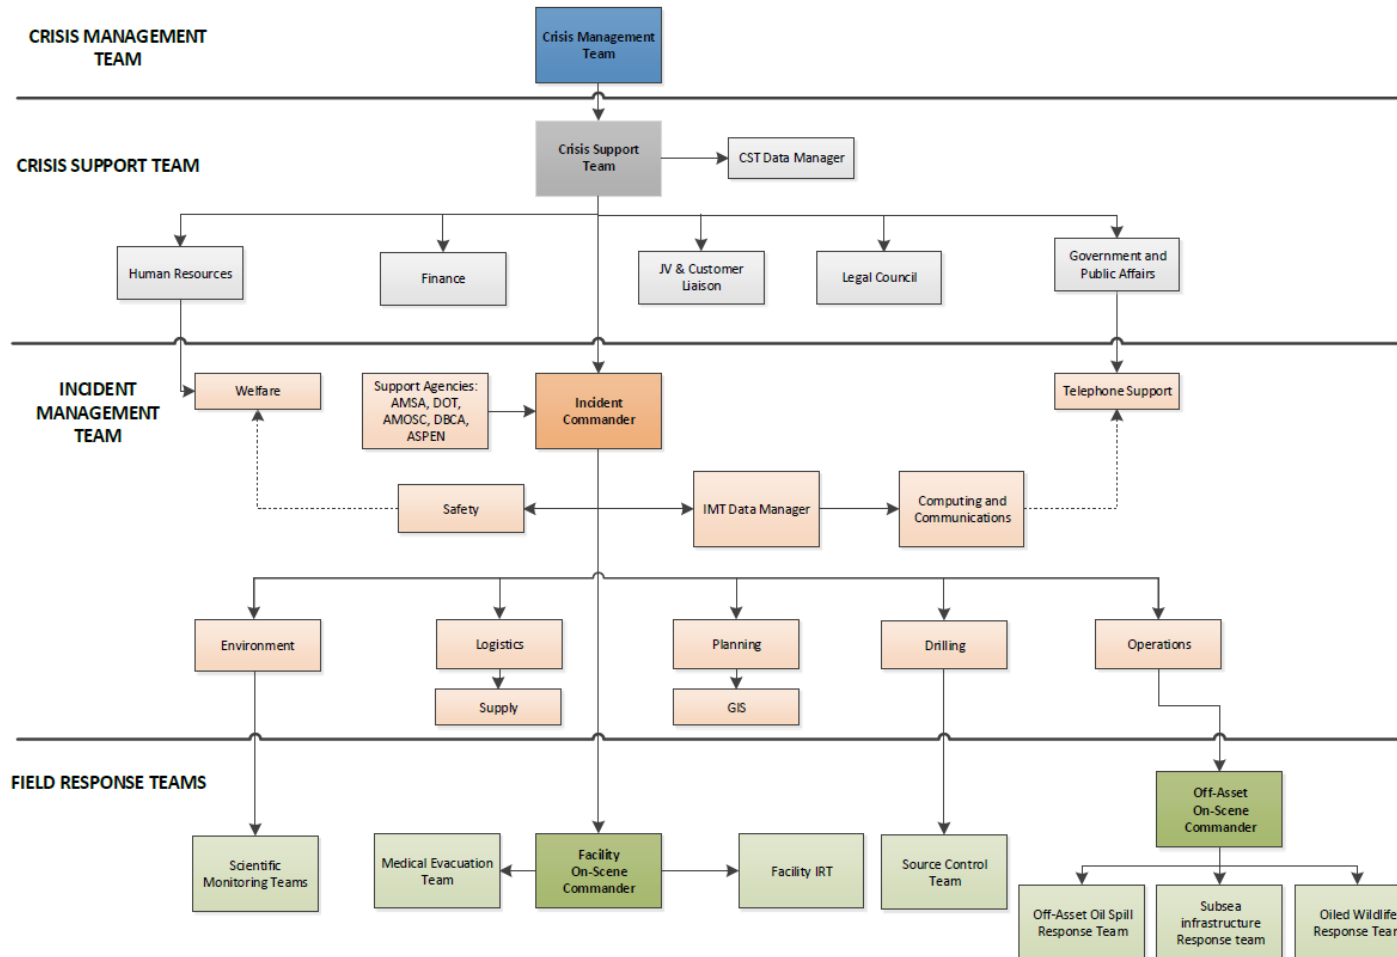 CRISIS MANAGEMENT
TEAM
Crisis Management
Team
CRISIS SUPPORT TEAM
Crisis Support
Team
CST Data Manager
Human Resources
Finance
JV & Customer
Liaison
Legal Council
Government and
Public Affairs
INCIDENT
MANAGEMENT
TEAM
Welfare
Support Agencies:
AMSA, DOT,
AMOSC, DBCA,
ASPEN
Incident
Commander
Telephone Support
Safety
IMT Data Manager
Computing and
Communications
Environment
Logistics
Planning
Drilling
Operations
Supply
GIS
FIELD RESPONSE TEAMS
Off-Asset
On-Scene
Commander
Scientific
Monitoring Teams
Medical Evacuation
Team
Facility
On-Scene
Commander
Facility IRT
Source Control
Team
Off-Asset Oil Spill
Response Team
Subsea
infrastructure
Response team
Oiled Wildlife
Response Team